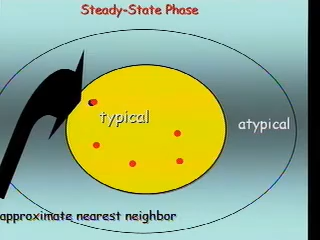 Steady-State Phase
typical
atypical
approximate nearest neighbor